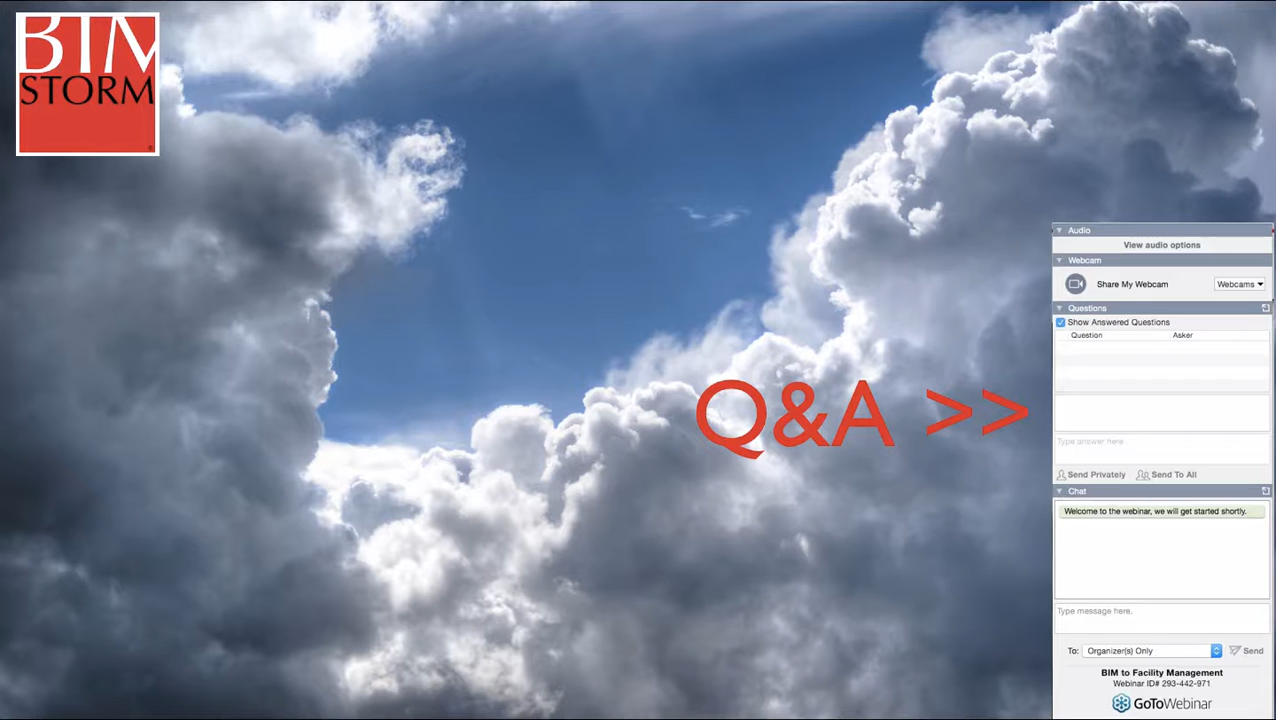 BIM
STORM
Q&A >>
Audio
View audio options
Webcam
Share My Webcam
Webcams
Questions
Show Answered Questions
Question Asker
Type answer here
Send Privately Send To All
Chat
Welcome to the webinar, we will get started shortly.
Type message here.
To: Organizer(s) Only Send
BIM to Facility Management
Webinar ID# 293-442-971
GoToWebinar